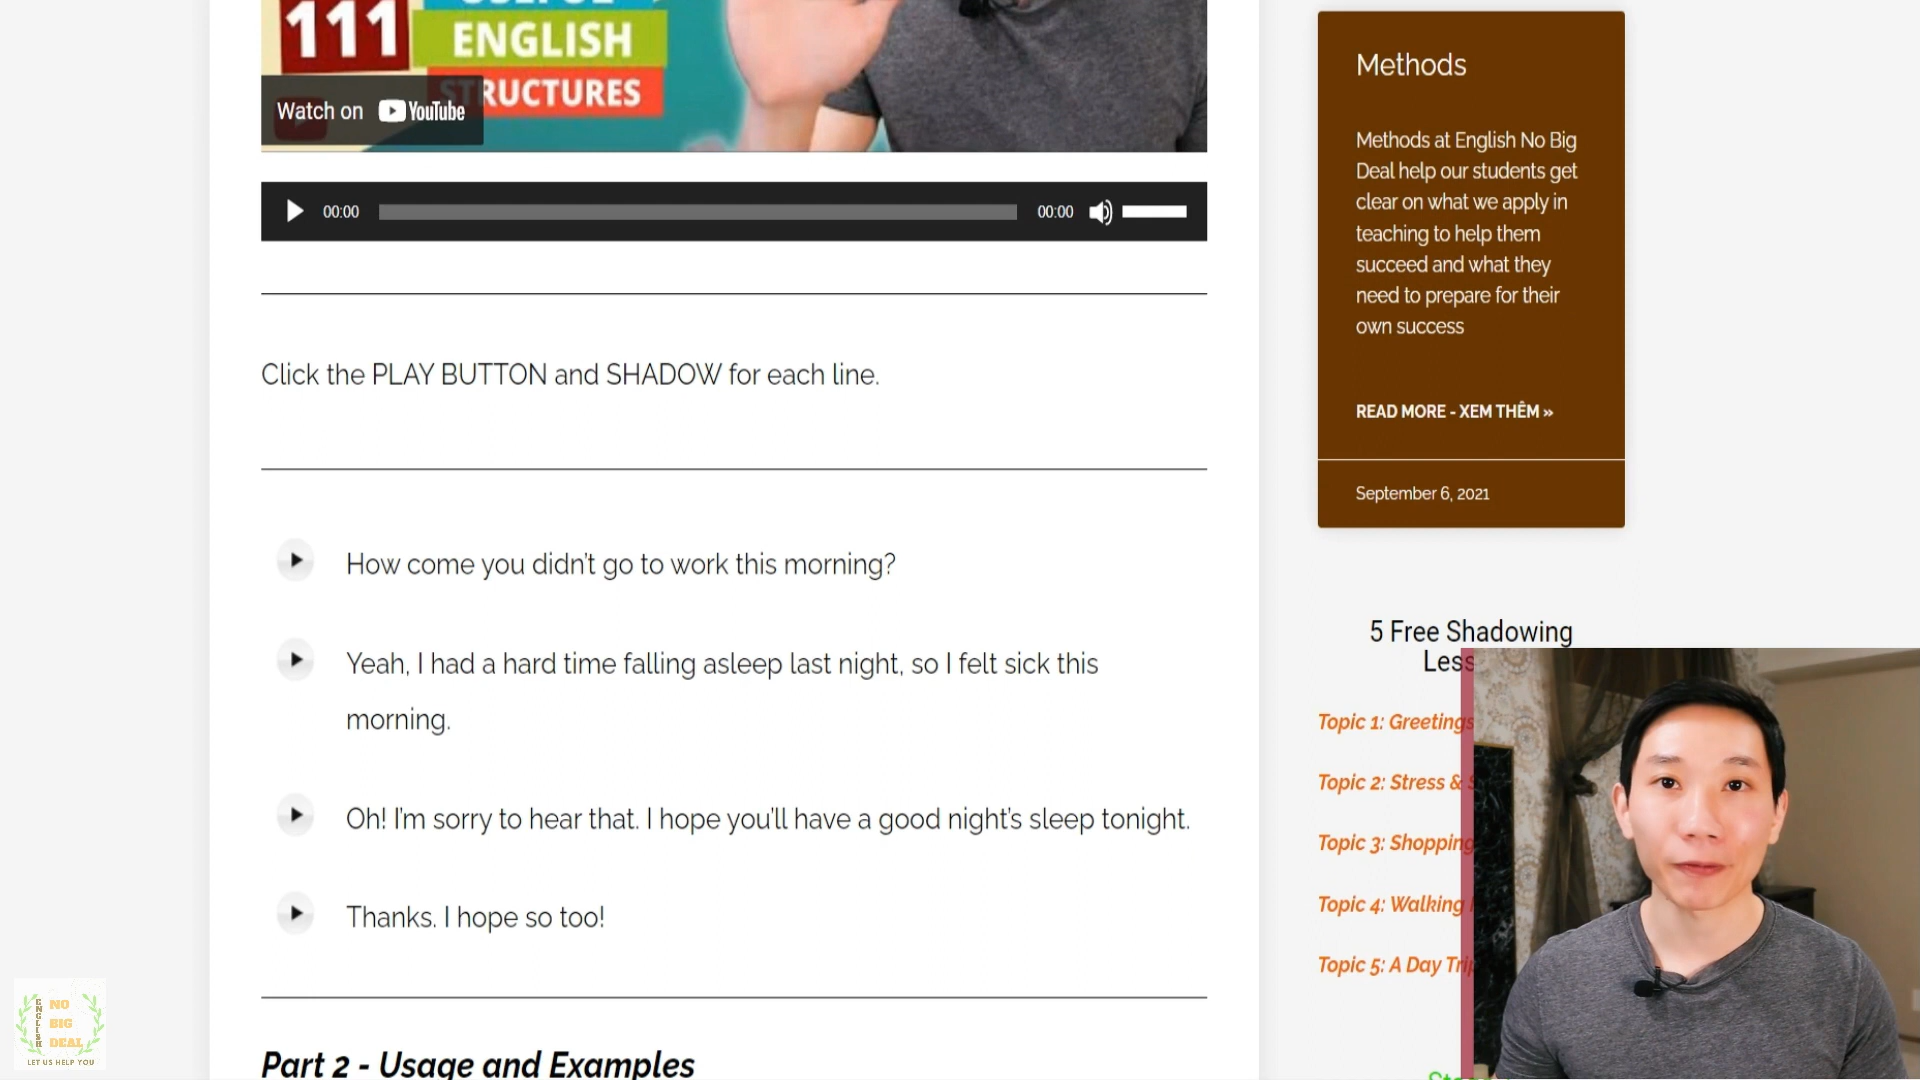 111
ENGLISH
STRUCTURES
Watch on YouTube
00:00
00:00
Click the PLAY BUTTON and SHADOW for each line.
How come you didn't go to work this morning?
Yeah, I had a hard time falling asleep last night, so I felt sick this
morning.
Oh! I'm sorry to hear that. I hope you'll have a good night's sleep tonight.
Thanks. I hope so too!
Part 2 - Usage and Examples
Methods
Methods at English No Big
Deal help our students get
clear on what we apply in
teaching to help them
succeed and what they
need to prepare for their
own success
READ MORE - XEM THÊM »
September 6, 2021
5 Free Shadowing
Topic 1: Greetings
Topic 2: Stress &
Topic 3: Shopping
Topic 4: Walking
Topic 5: A Day
ENGLISH
NO
BIG
DEAL
LET US HELP YOU